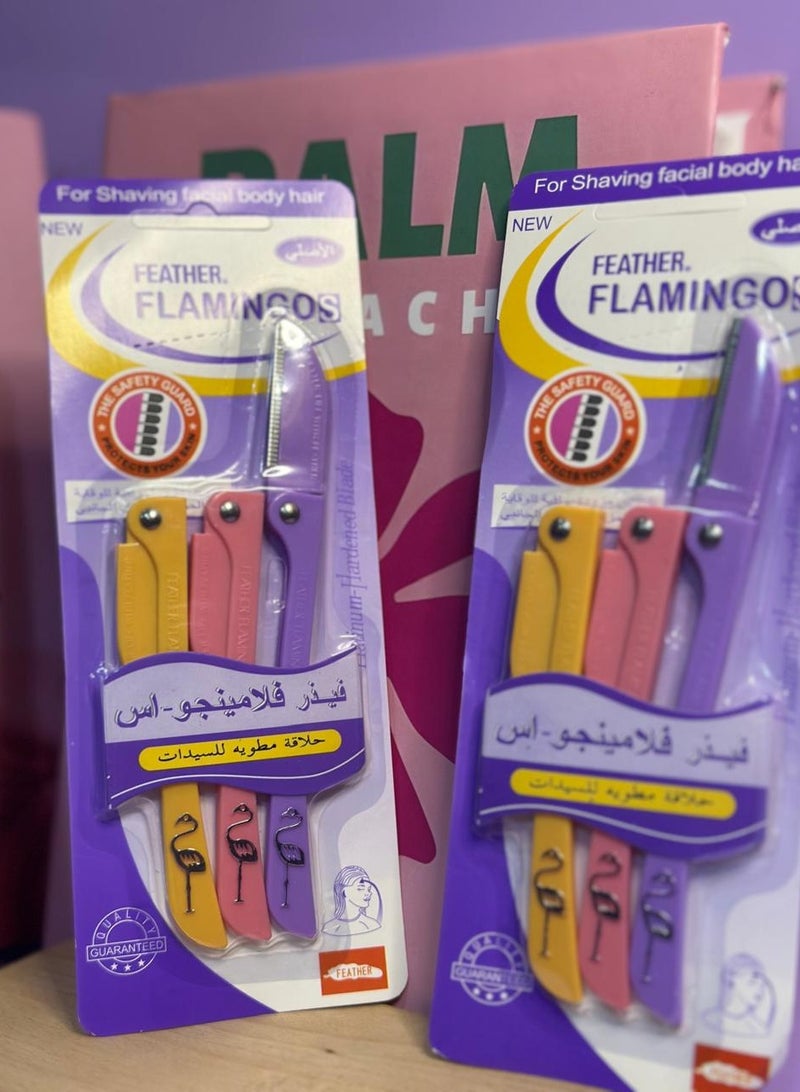 PALM
ACH
For Shaving facial body hair
NEW
الأصلي
FEATHER.
FLAMINGOS
THE SAFETY GUARD
PROTECTS YOUR SKIN
Platinum-Hardened Blade
فيذر فلامينجو-اس
حلاقة مطويه للسيدات
QUALITY
GUARANTEED
FEATHER
For Shaving facial body ha
NEW
FEATHER.
FLAMINGOS
THE SAFETY GUARD
PROTECTS YOUR SKIN
فيذر فلامينجو-اس
حلاقة مطويه للسيدات
QUALITY
GUARANTEED
FEATHER